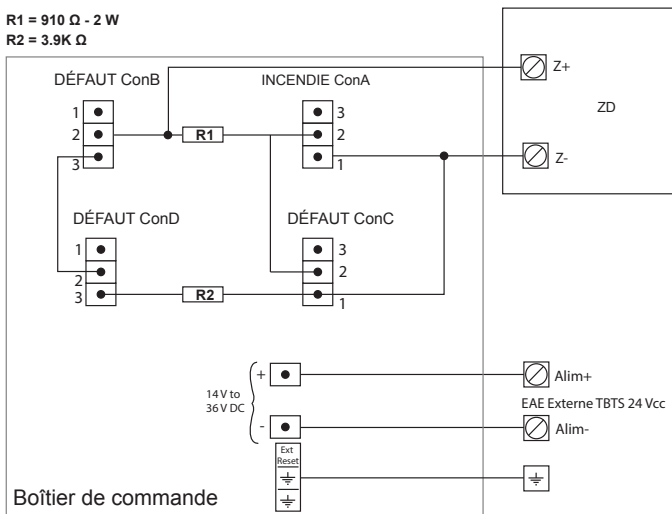 R1 = 910 Ω - 2 W
R2 = 3.9K Ω
DÉFAUT ConB
INCENDIE ConA
Z+
ZD
1
2
3
R1
3
2
1
Z-
DÉFAUT ConD
DÉFAUT ConC
1
2
3
R2
3
2
1
+
14 V to
36 V DC
-
Alim+
EAE Externe TBTS 24 Vcc
Alim-
Ext
Reset
Boîtier de commande